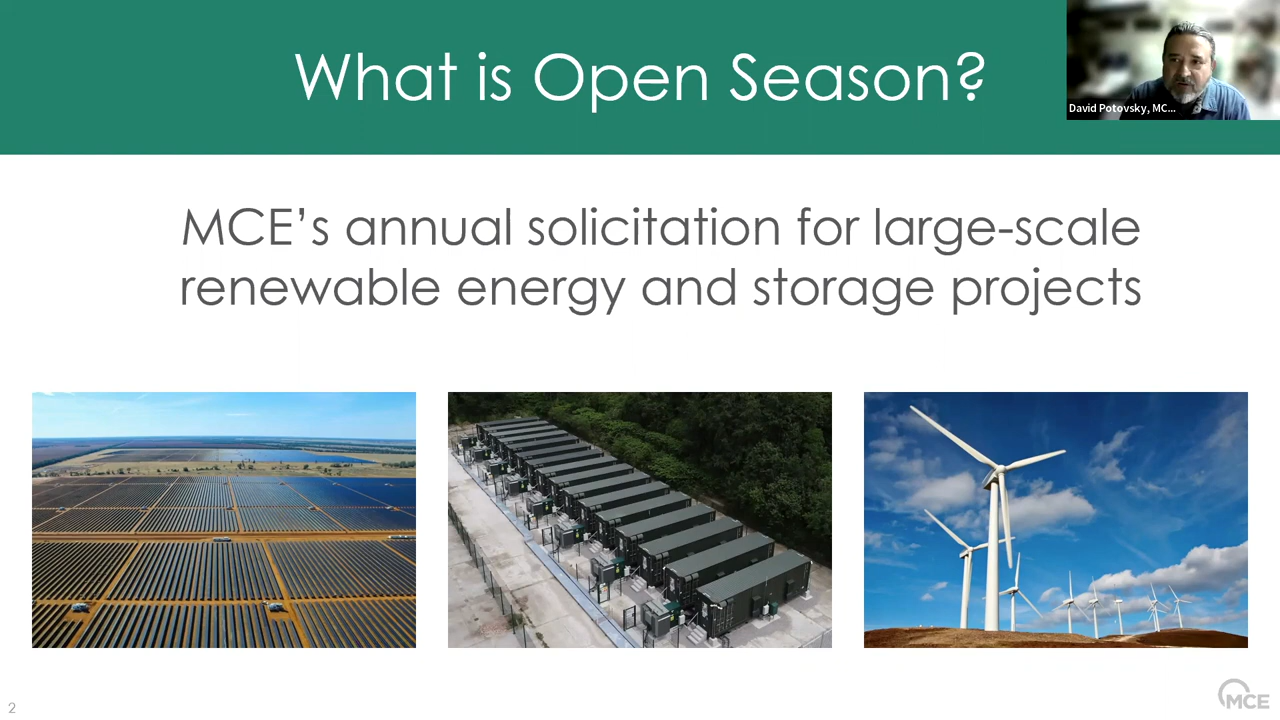 What is Open Season?
David Potovsky, MC...
MCE’s annual solicitation for large-scale
renewable energy and storage projects
2
MCE